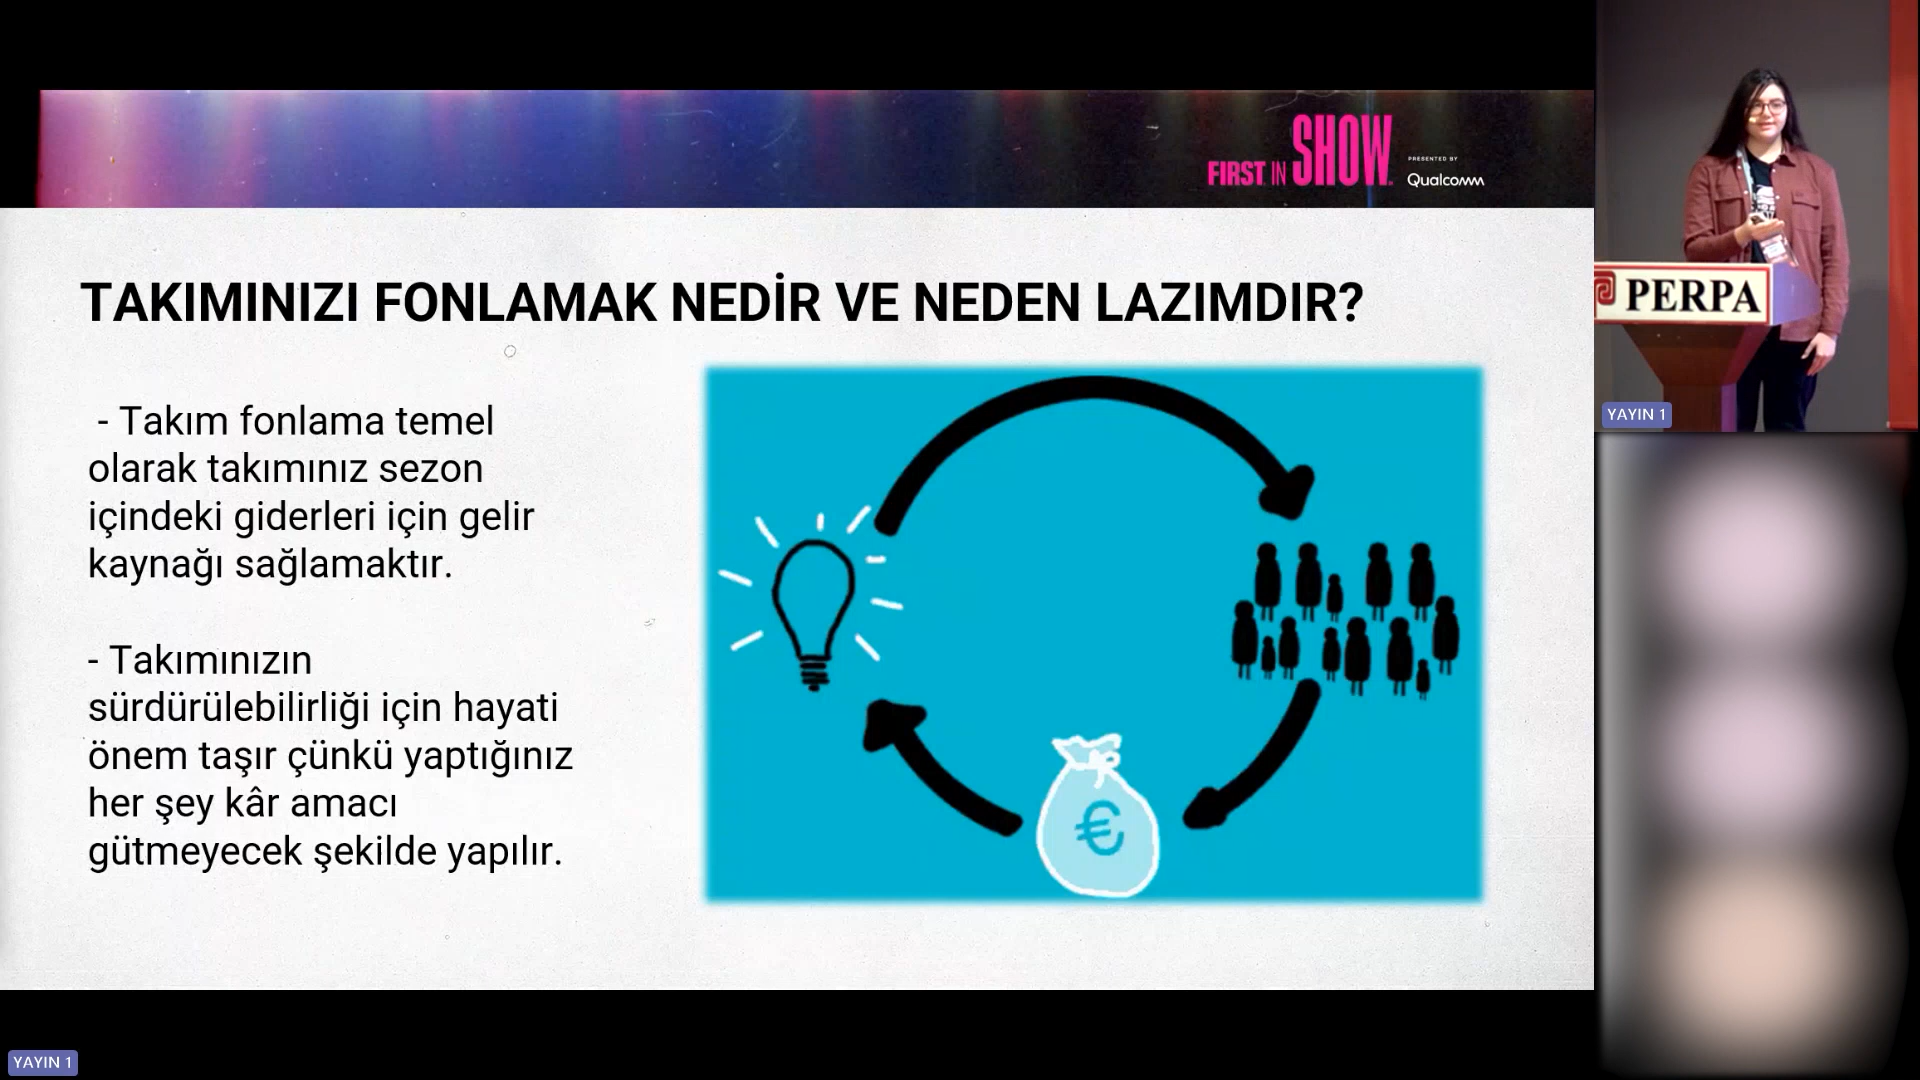 FIRST IN SHOW
PRESENTED BY
Qualcomm
TAKIMINIZI FONLAMAK NEDİR VE NEDEN LAZIMDIR?
- Takım fonlama temel
olarak takımınız sezon
içindeki giderleri için gelir
kaynağı sağlamaktır.
- Takımınızın
sürdürülebilirliği için hayati
önem taşır çünkü yaptığınız
her şey kâr amacı
gütmeyecek şekilde yapılır.
€
PERPA
YAYIN 1
YAYIN 1